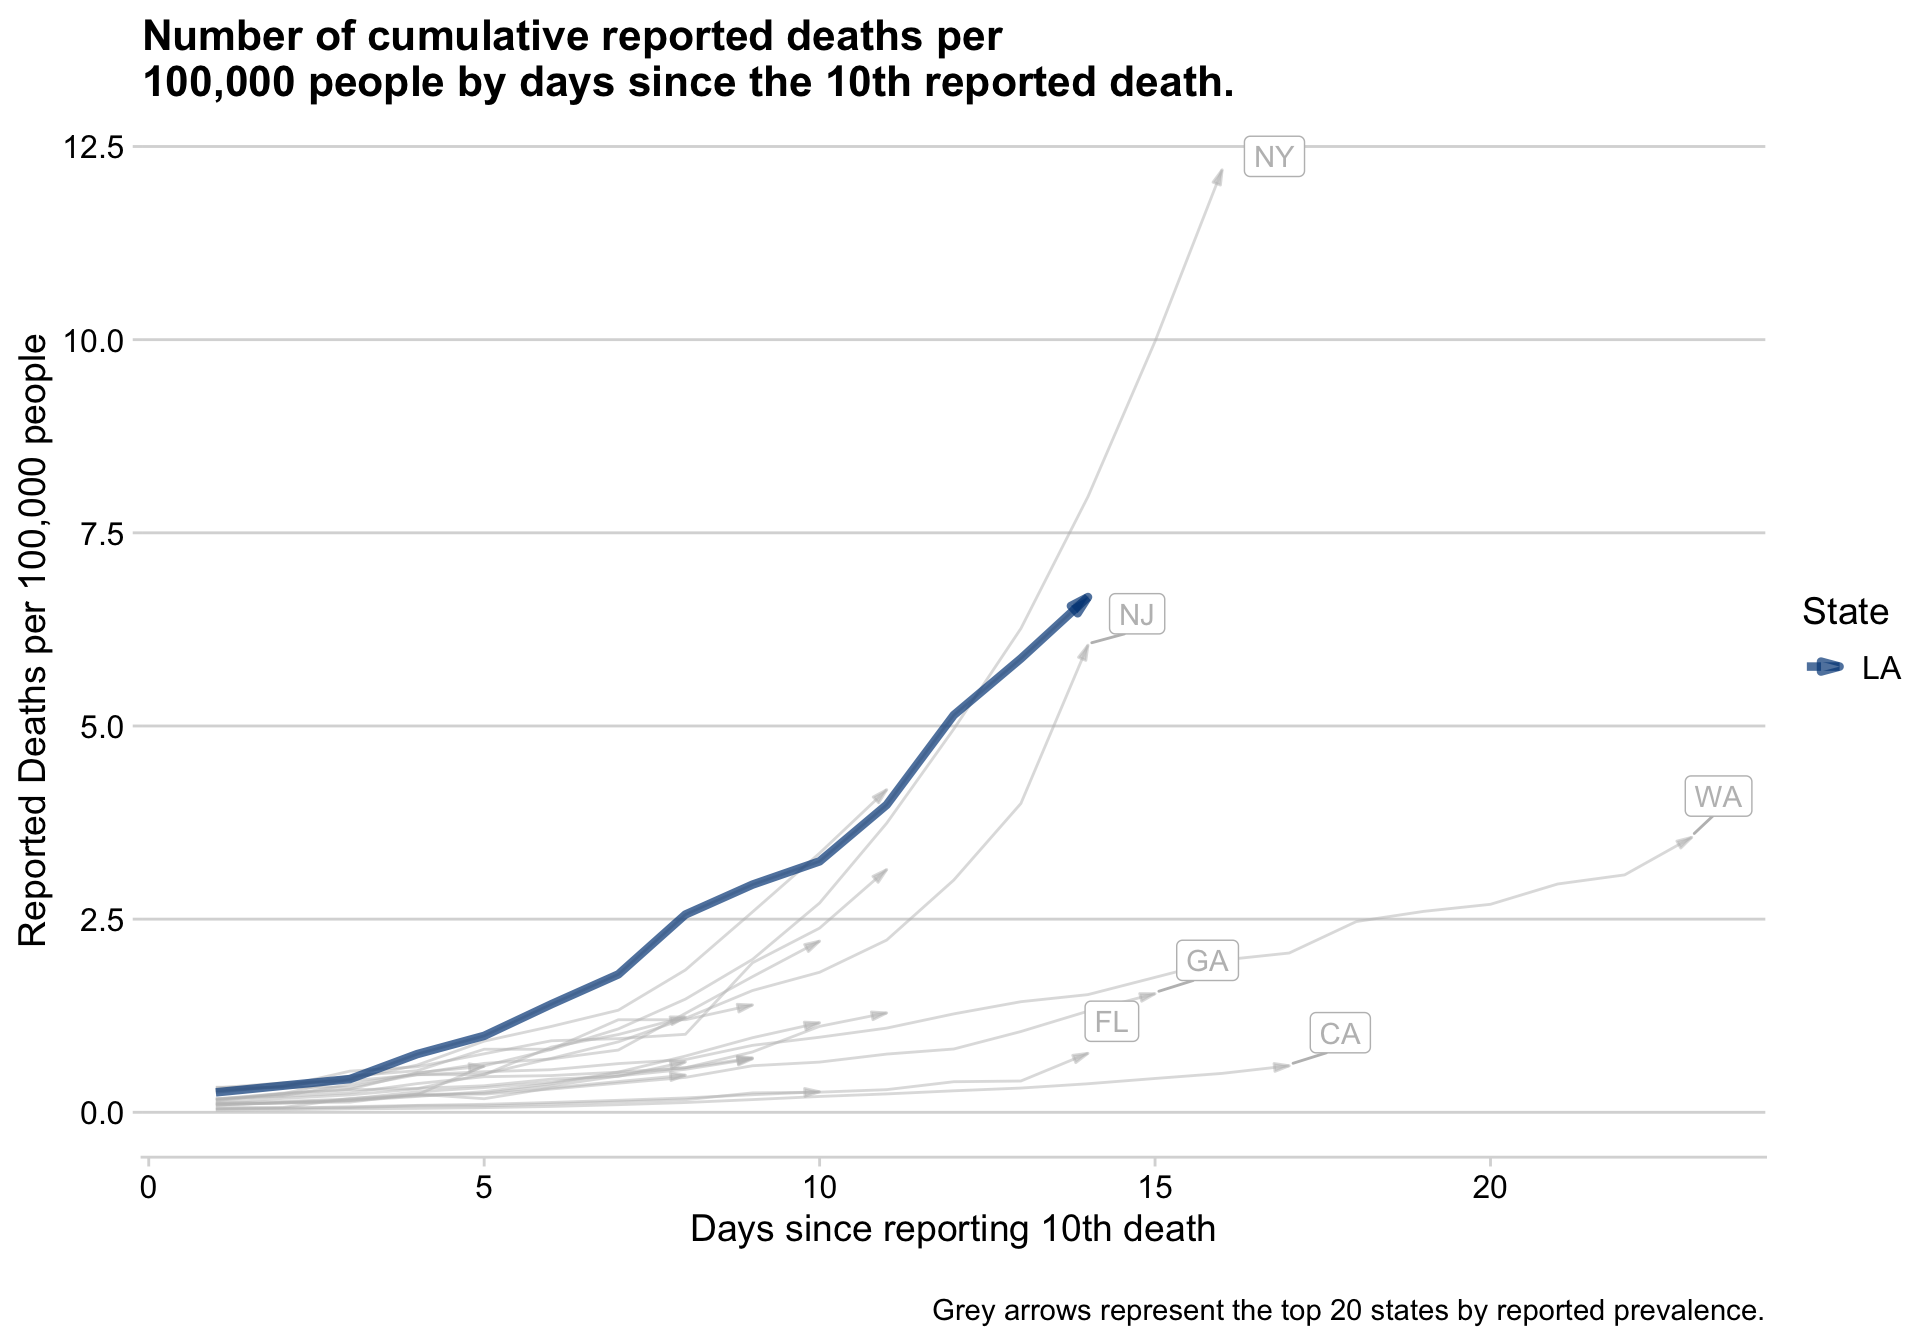 Number of cumulative reported deaths per
100,000 people by days since the 10th reported death.
Reported Deaths per 100,000 people
12.5
10.0
7.5
5.0
2.5
0.0
NY
NJ
WA
GA
FL
CA
State
LA
0 5 10 15 20
Days since reporting 10th death
Grey arrows represent the top 20 states by reported prevalence.